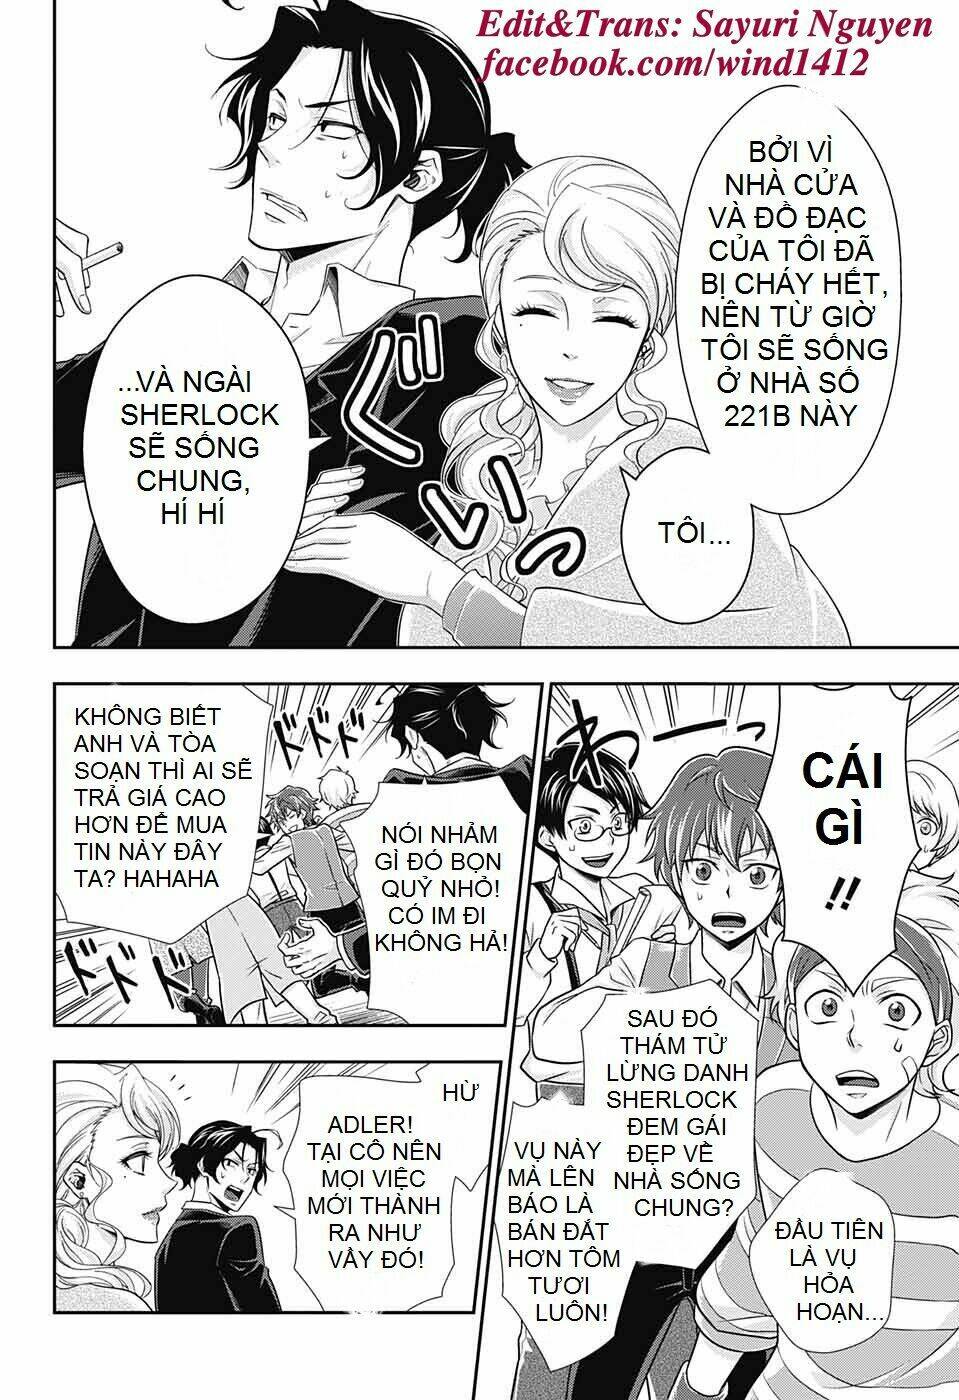 Edit&Trans: Sayuri Nguyen
facebook.com/wind1412
BỞI VÌ
NHÀ CỬA
VÀ ĐỒ ĐẠC
CỦA TÔI ĐÃ
BỊ CHÁY HẾT,
NÊN TỪ GIỜ
TÔI SẼ SỐNG
Ở NHÀ SỐ
221B NÀY
TÔI...
...VÀ NGÀI
SHERLOCK
SẼ SỐNG
CHUNG,
HÍ HÍ
ぐい
CÁI
GÌ
!!
ĐẦU TIÊN
LÀ VỤ
HỎA
HOẠN...
SAU ĐÓ
THÁM TỬ
LỪNG DANH
SHERLOCK
ĐEM GÁI
ĐẸP VỀ
NHÀ SỐNG
CHUNG?
VỤ NÀY
MÀ LÊN
BÁO LÀ
BÁN ĐẮT
HƠN TÔM
TƯƠI
LUÔN!
KHÔNG BIẾT
ANH VÀ TÒA
SOẠN THÌ AI SẼ
TRẢ GIÁ CAO
HƠN ĐỂ MUA
TIN NÀY ĐÂY
TA? HAHAHA
ドドド
ドドド
NÓI NHẢM
GÌ ĐÓ BỌN
QUỶ NHỎ!
CÓ IM ĐI
KHÔNG HẢ!
HỪ
ADLER!
TẠI CÔ NÊN
MỌI VIỆC
MỚI THÀNH
RA NHƯ
VẦY ĐÓ!